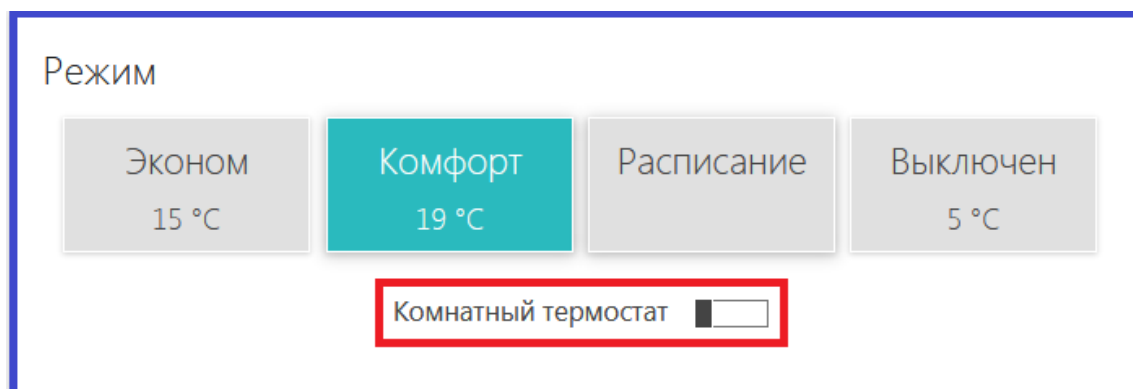 Режим
Эконом Комфорт Расписание Выключен
15 °C 19 °C 5 °C
Комнатный термостат